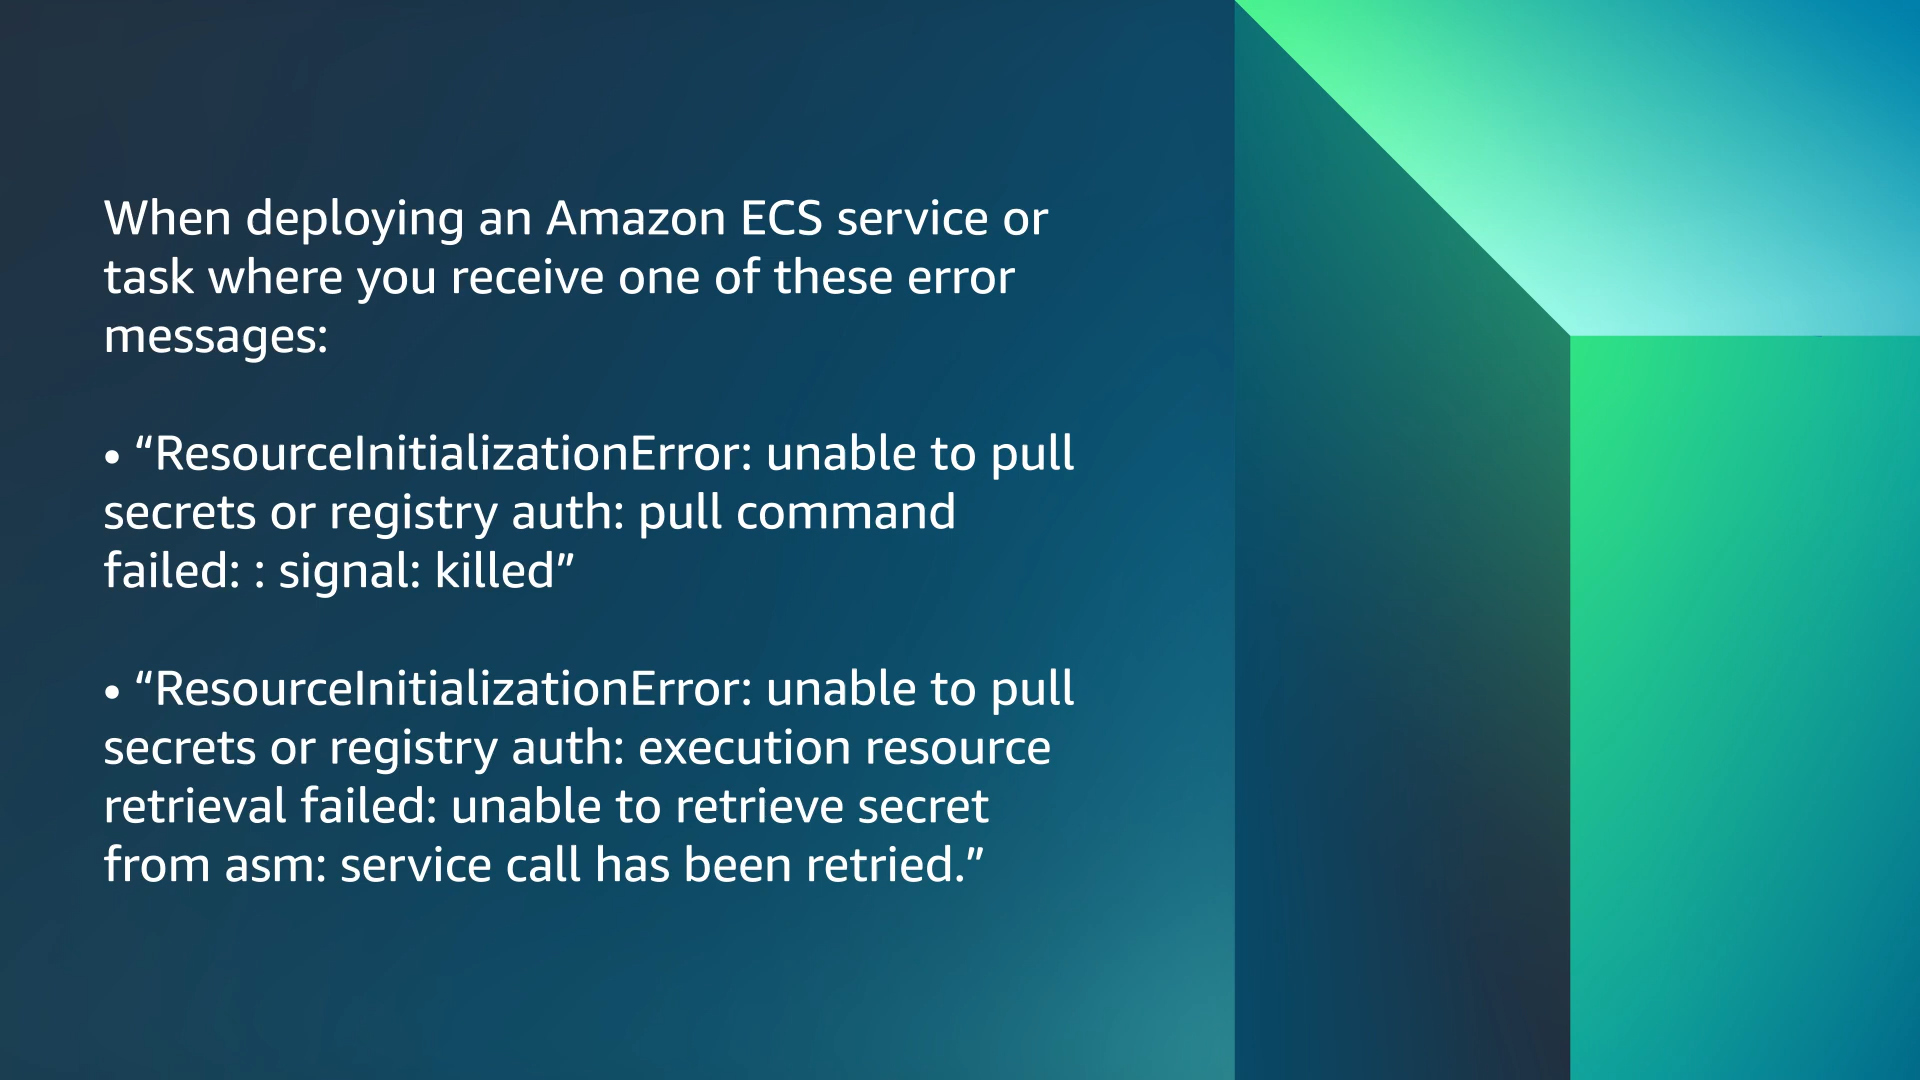 When deploying an Amazon ECS service or
task where you receive one of these error
messages:
• “ResourceInitializationError: unable to pull
secrets or registry auth: pull command
failed: : signal: killed”
• “ResourceInitializationError: unable to pull
secrets or registry auth: execution resource
retrieval failed: unable to retrieve secret
from asm: service call has been retried.”